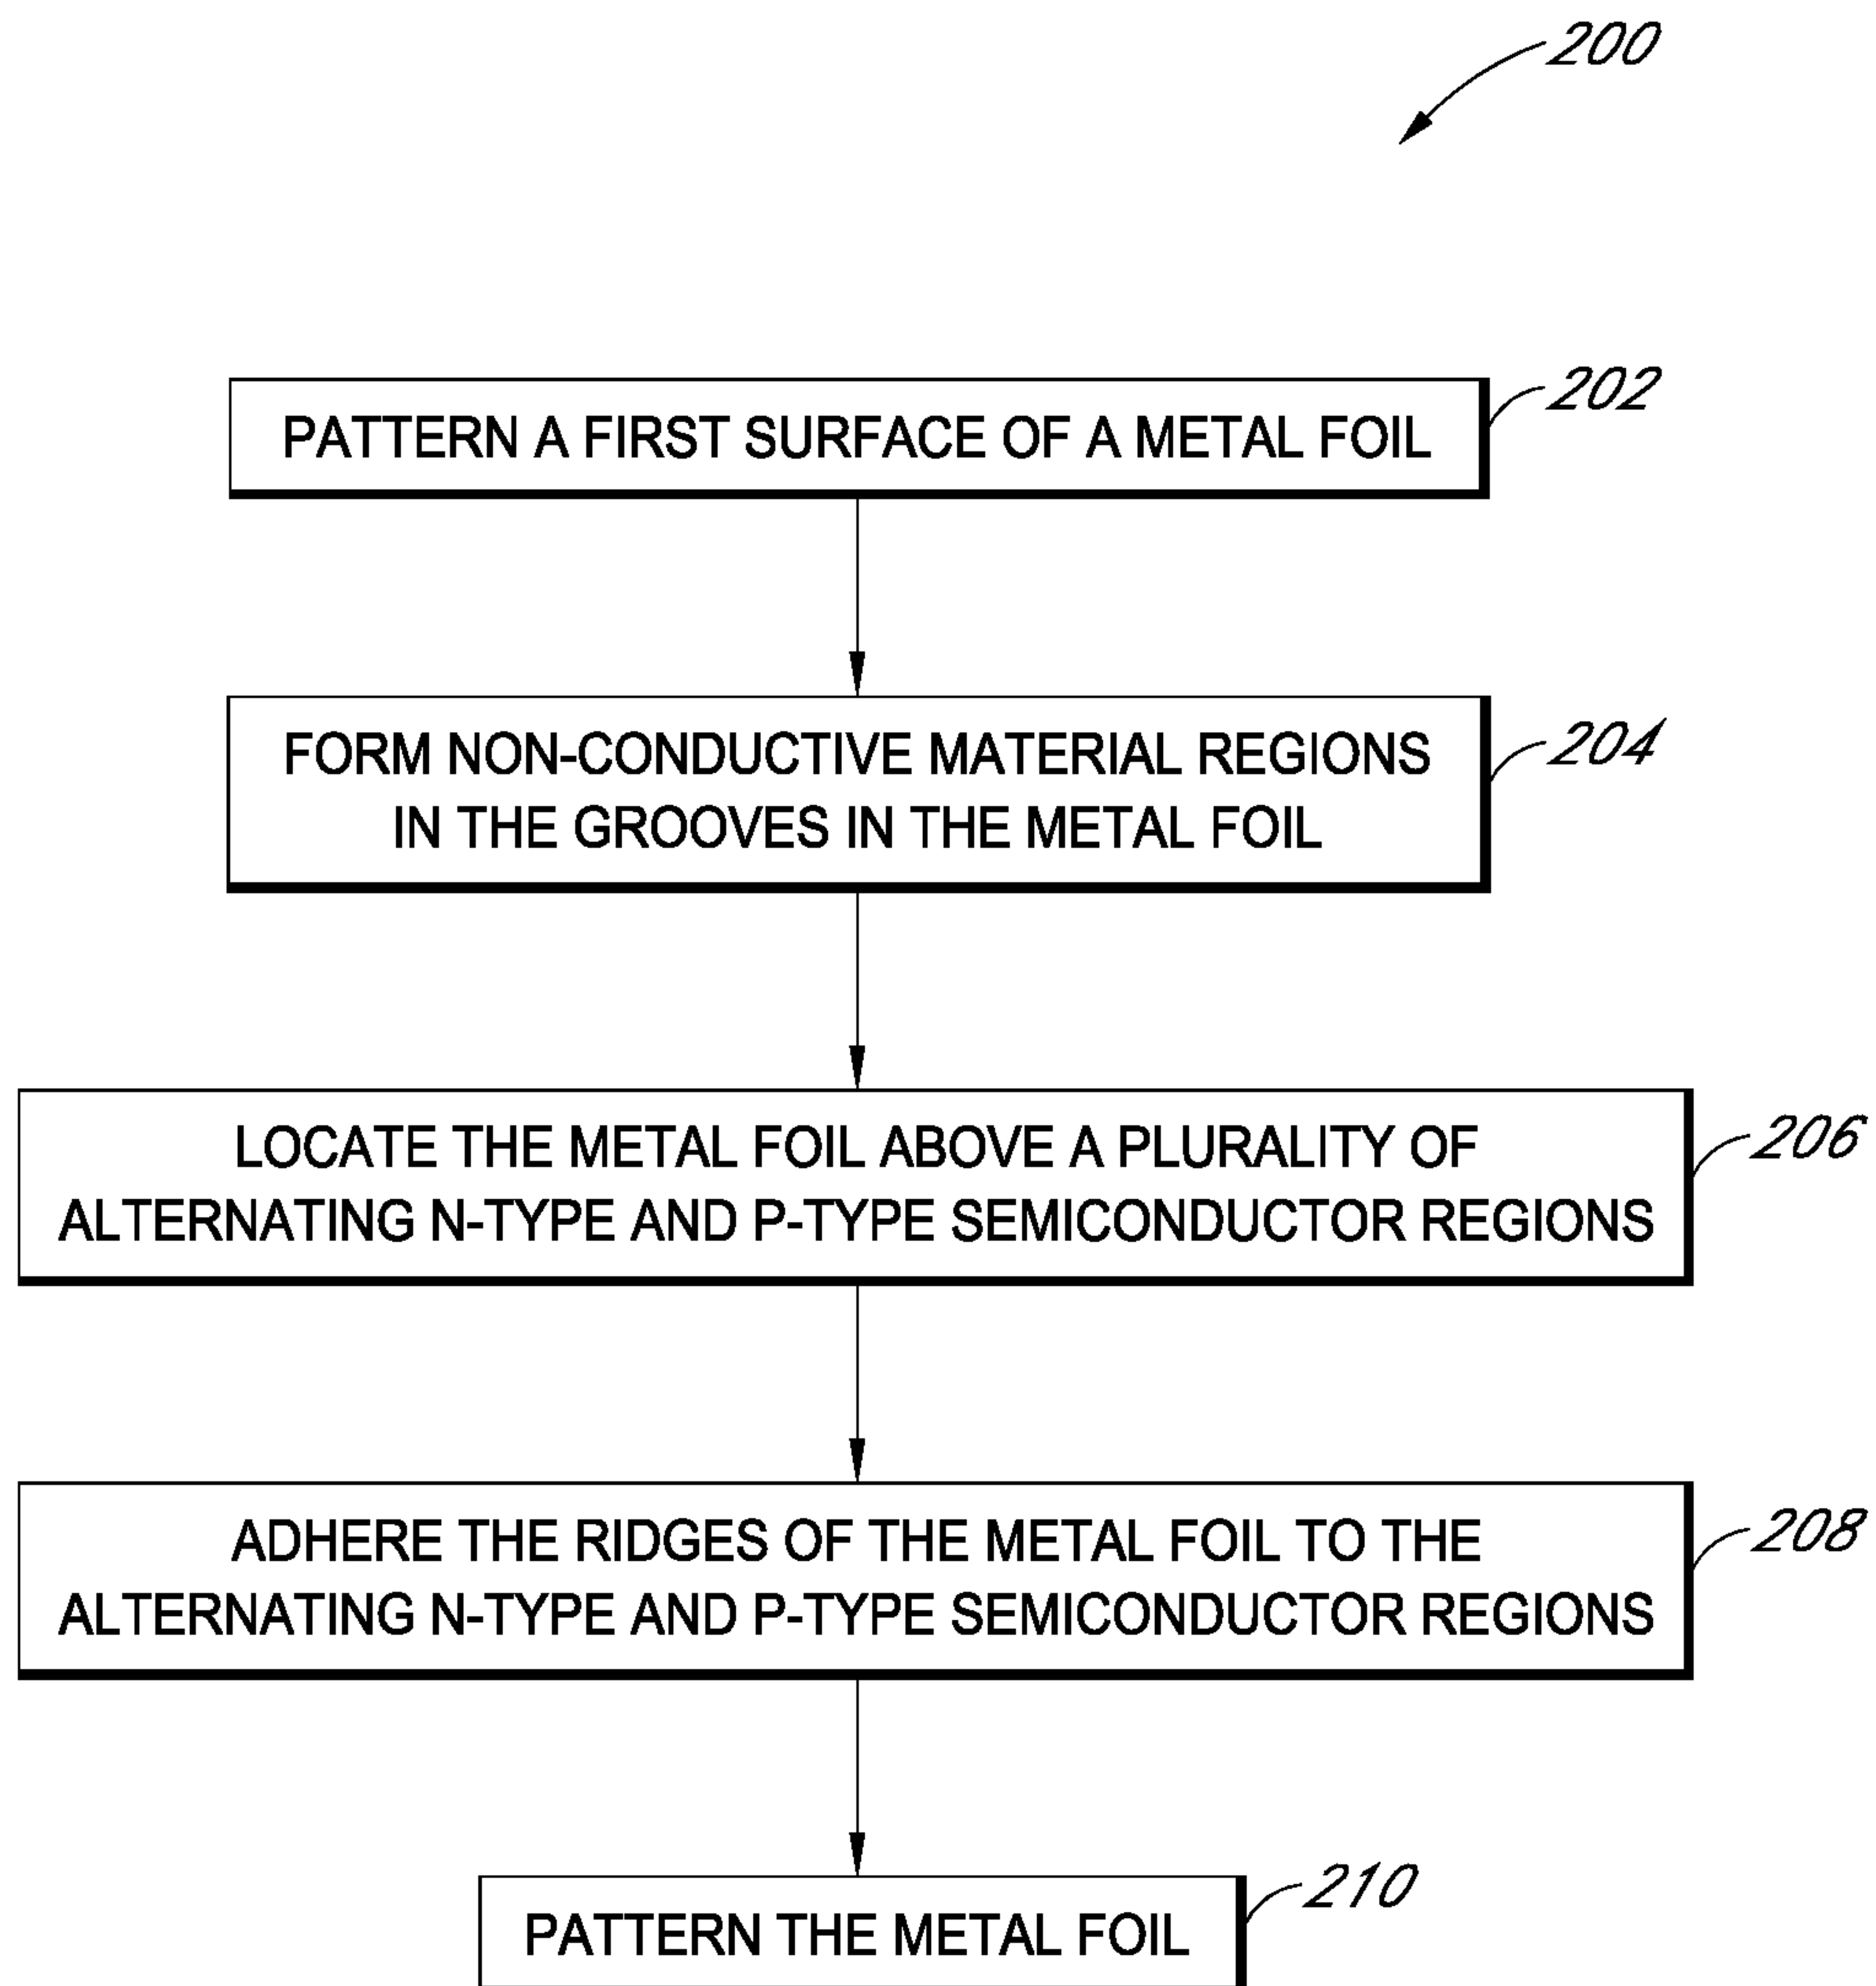 200
202
PATTERN A FIRST SURFACE OF A METAL FOIL
204
FORM NON-CONDUCTIVE MATERIAL REGIONS
IN THE GROOVES IN THE METAL FOIL
206
LOCATE THE METAL FOIL ABOVE A PLURALITY OF
ALTERNATING N-TYPE AND P-TYPE SEMICONDUCTOR REGIONS
208
ADHERE THE RIDGES OF THE METAL FOIL TO THE
ALTERNATING N-TYPE AND P-TYPE SEMICONDUCTOR REGIONS
210
PATTERN THE METAL FOIL